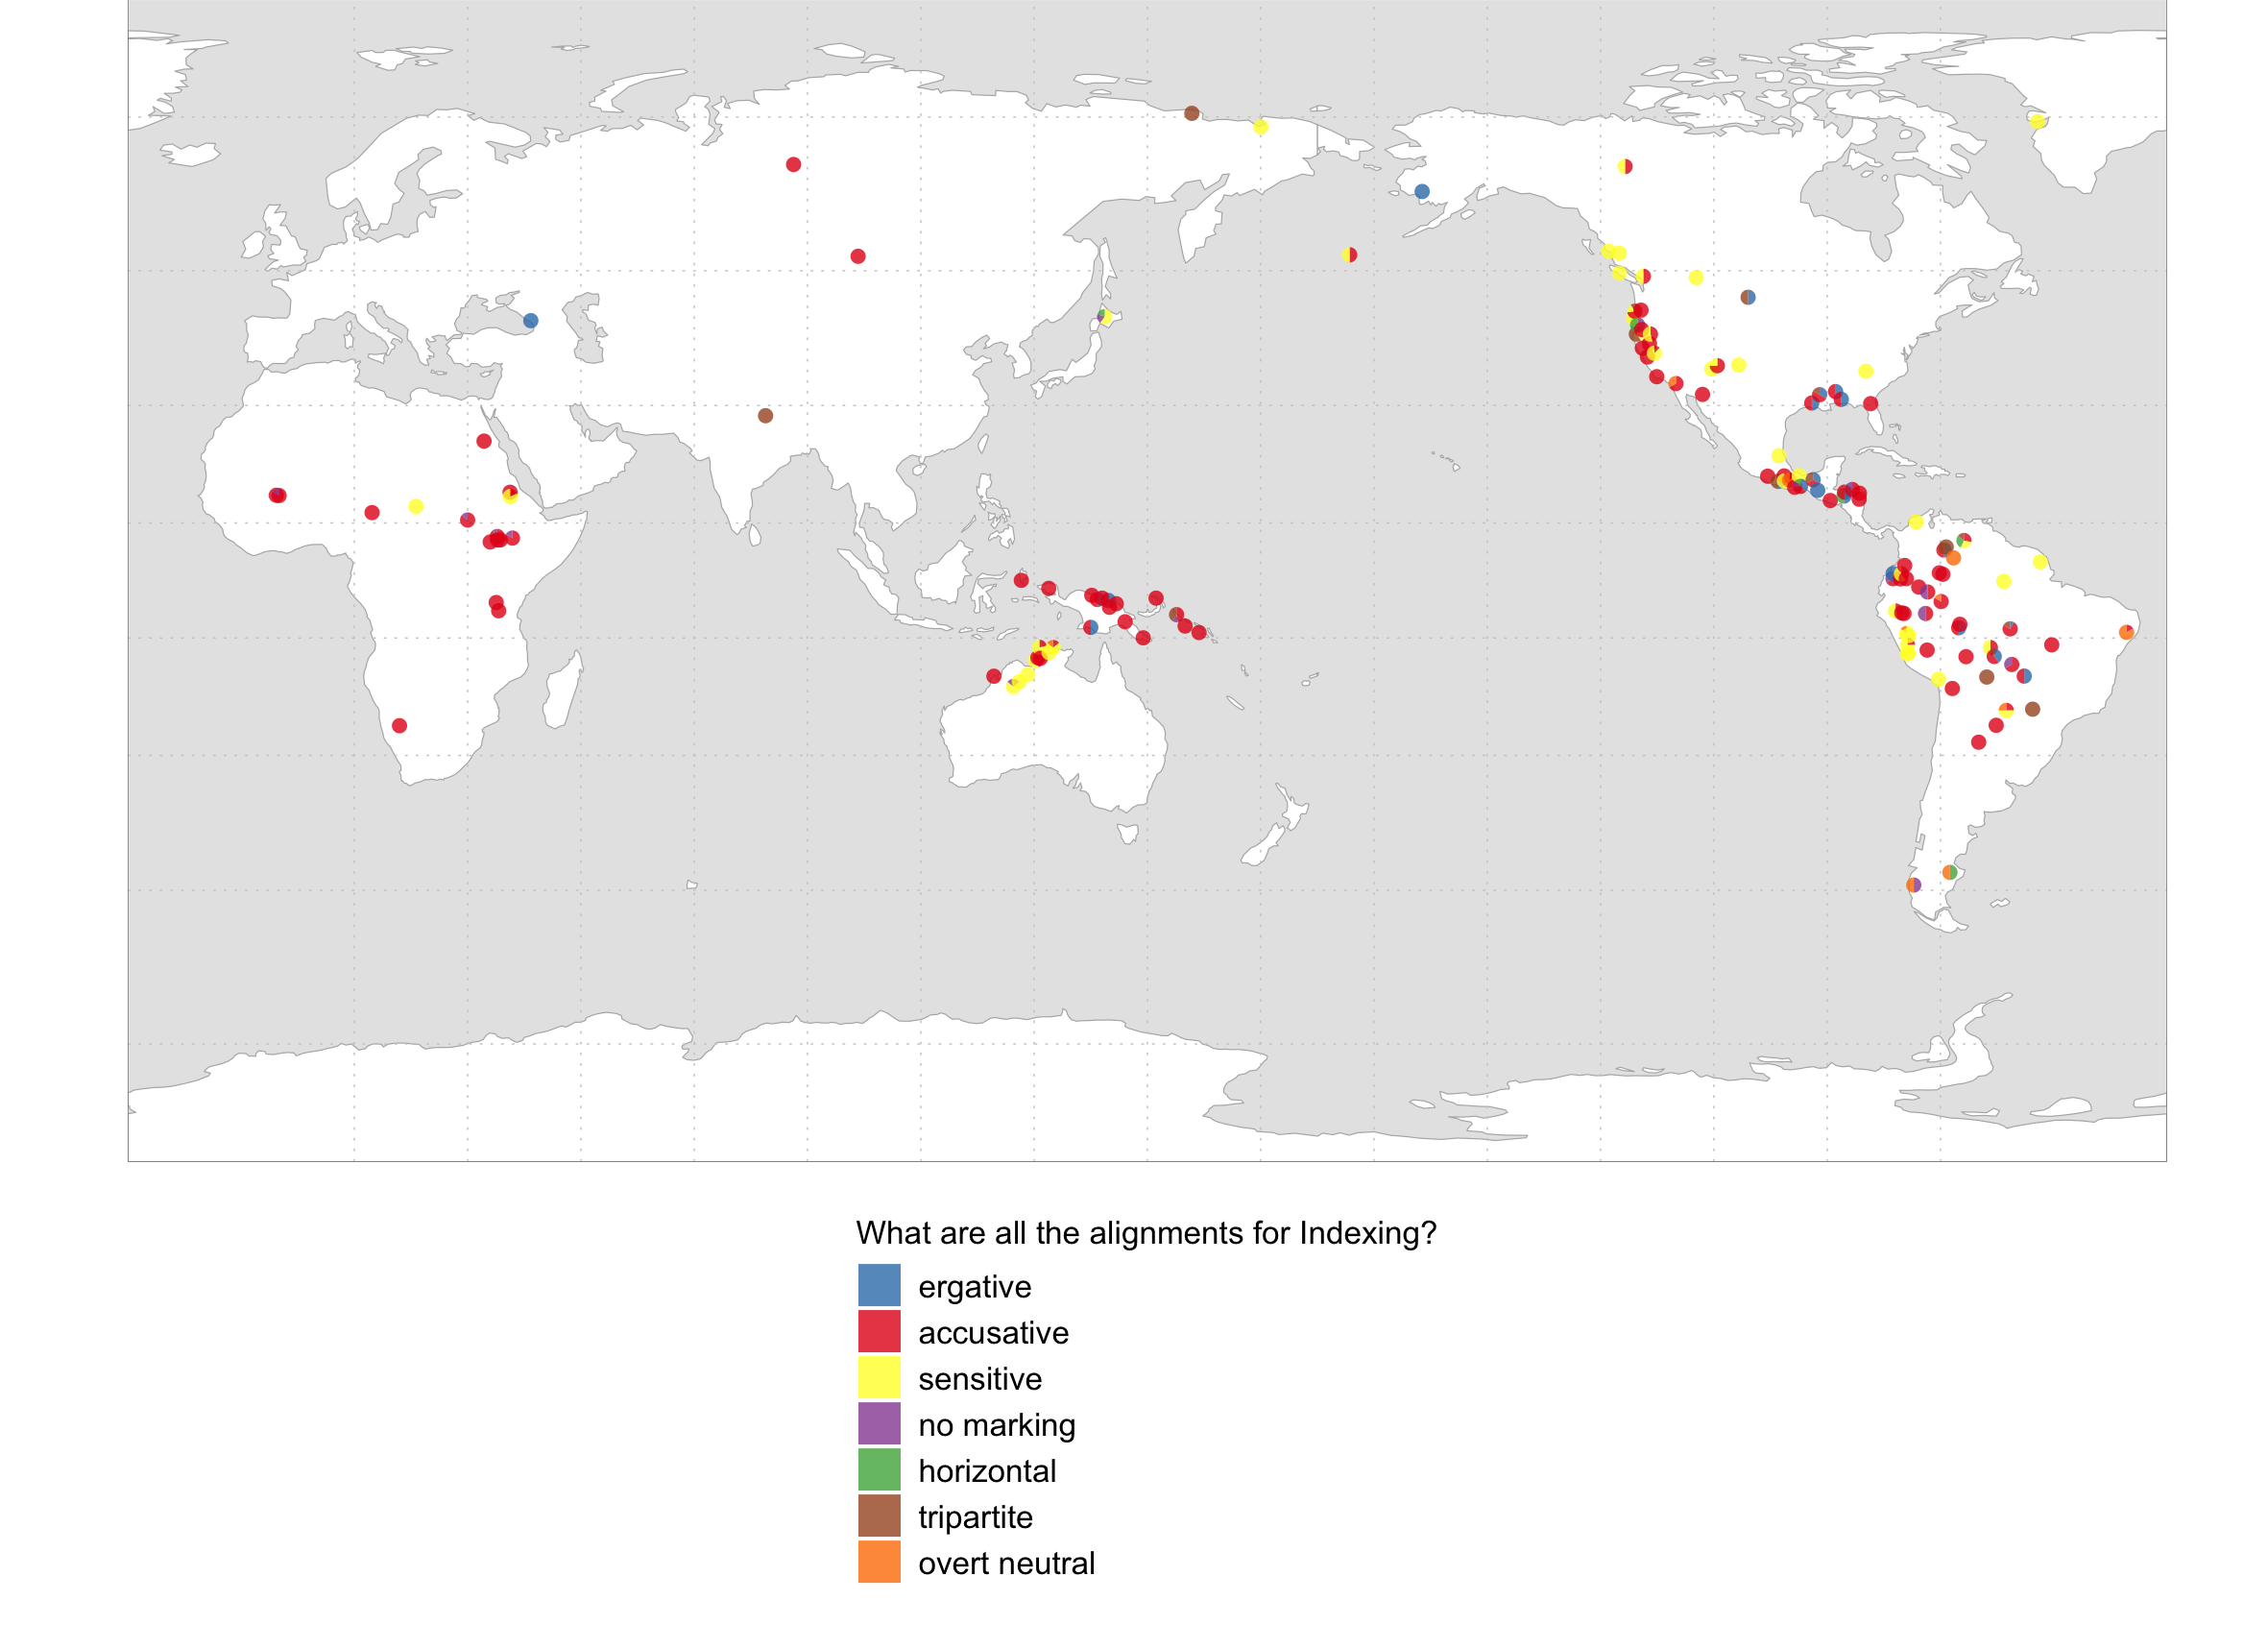 What are all the alignments for Indexing?
ergative
accusative
sensitive
no marking
horizontal
tripartite
overt neutral